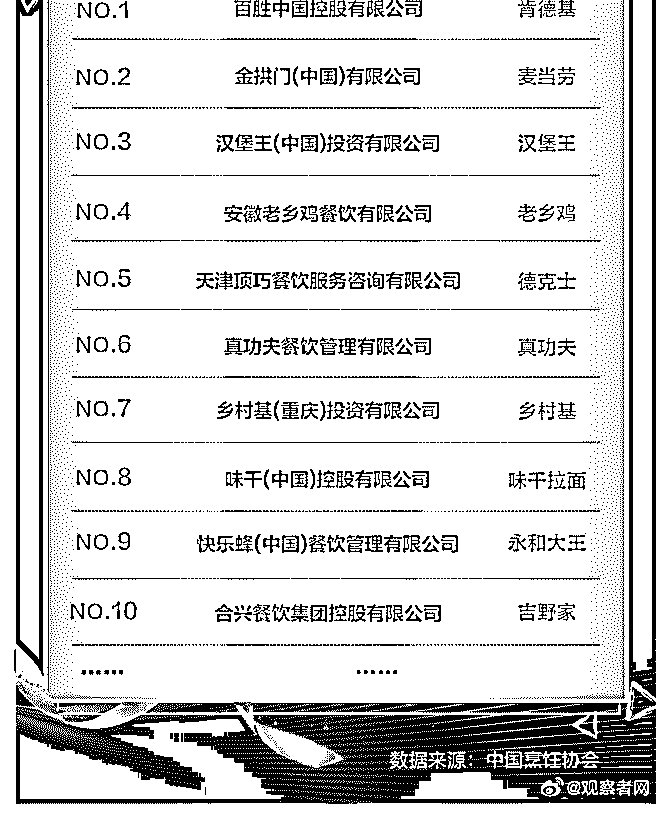 NO.1 百胜中国控股有限公司 肯德基
NO.2 金拱门(中国)有限公司 麦当劳
NO.3 汉堡王(中国)投资有限公司 汉堡王
NO.4 安徽老乡鸡餐饮有限公司 老乡鸡
NO.5 天津顶巧餐饮服务咨询有限公司 德克士
NO.6 真功夫餐饮管理有限公司 真功夫
NO.7 乡村基(重庆)投资有限公司 乡村基
NO.8 味千(中国)控股有限公司 味千拉面
NO.9 快乐蜂(中国)餐饮管理有限公司 永和大王
NO.10 合兴餐饮集团控股有限公司 吉野家
...... ......
数据来源：中国烹饪协会
@观察者网